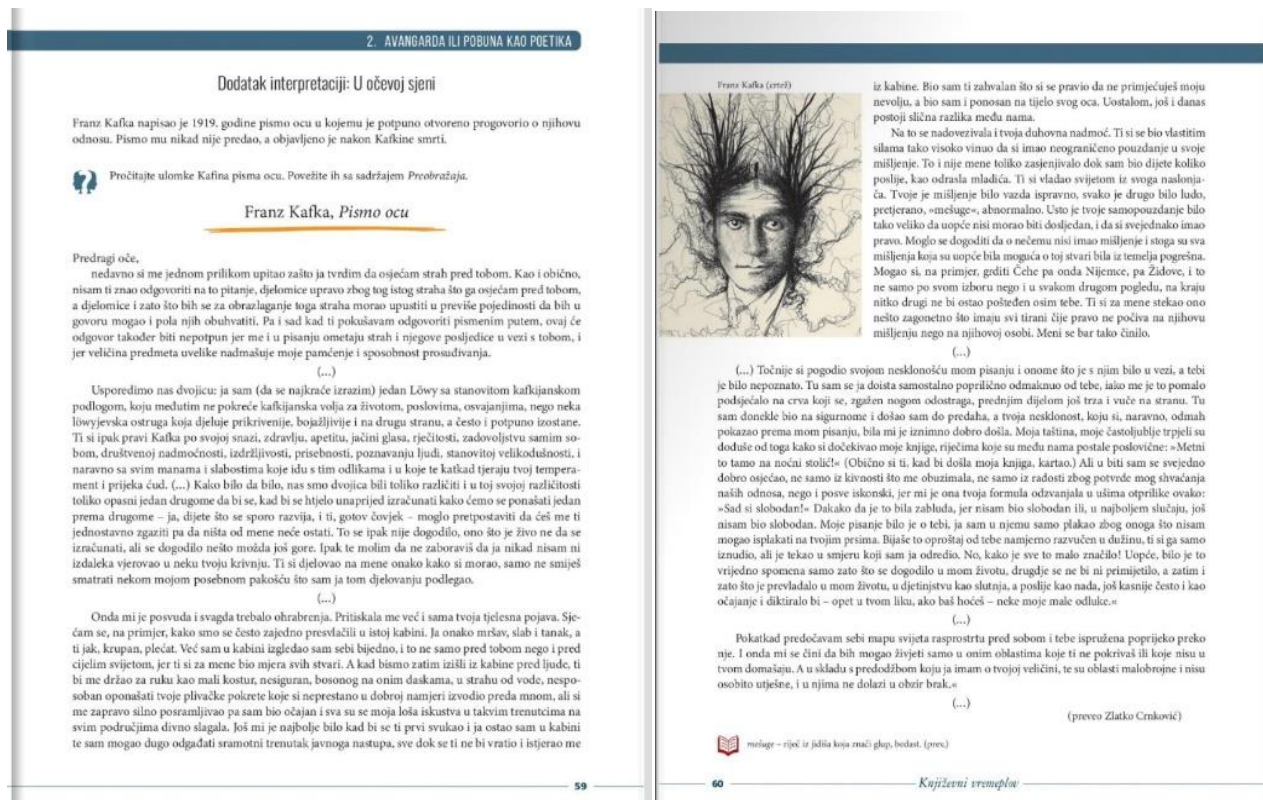 2. AVANGARDA ILI POBUNA KAO POETIKA
Dodatak interpretaciji: U očevoj sjeni
Franz Kafka napisao je 1919. godine pismo ocu u kojemu je potpuno otvoreno progovorio o njihovu
odnosu. Pismo mu nikad nije predao, a objavljeno je nakon Kafkine smrti.
Pročitajte ulomke Kafina pisma ocu. Povežite ih sa sadržajem Preobražaja.
Franz Kafka, Pismo ocu
Predragi oče,
nedavno si me jednom prilikom upitao zašto ja tvrdim da osjećam strah pred tobom. Kao i obično,
nisam ti znao odgovoriti na to pitanje, djelomice upravo zbog tog istog straha što ga osjećam pred tobom,
a djelomice i zato što bih se za obrazlaganje toga straha morao upustiti u previše pojedinosti da bih u
govoru mogao i pola njih obuhvatiti. Pa i sad kad ti pokušavam odgovoriti pismenim putem, ovaj će
odgovor također biti nepotpun jer me i u pisanju ometaju strah i njegove posljedice u vezi s tobom, i
jer veličina predmeta uvelike nadmašuje moje pamćenje i sposobnost prosuđivanja.
(...)
Usporedimo nas dvojicu: ja sam (da se najkraće izrazim) jedan Löwy sa stanovitom kafkijanskom
podlogom, koju međutim ne pokreće kafkijanska volja za životom, poslovima, osvajanjima, nego neka
löwyjevska ostruga koja djeluje prikrivenije, bojažljivije i na drugu stranu, a često i potpuno izostane.
Ti si ipak pravi Kafka po svojoj snazi, zdravlju, apetitu, jačini glasa, rječitosti, zadovoljstvu samim so-
bom, društvenoj nadmoćnosti, izdržljivosti, prisebnosti, poznavanju ljudi, stanovitoj velikodušnosti, i
naravno sa svim manama i slabostima koje idu s tim odlikama i u koje te katkad tjeraju tvoj tempera-
ment i prijeka ćud. (...) Kako bilo da bilo, nas smo dvojica bili toliko različiti i u toj svojoj različitosti
toliko opasni jedan drugome da bi se, kad bi se htjelo unaprijed izračunati kako ćemo se ponašati jedan
prema drugome – ja, dijete što se sporo razvija, i ti, gotov čovjek – moglo pretpostaviti da ćeš me ti
jednostavno zgaziti pa da ništa od mene neće ostati. To se ipak nije dogodilo, ono što je živo ne da se
izračunati, ali se dogodilo nešto možda još gore. Ipak te molim da ne zaboraviš da ja nikad nisam ni
izdaleka vjerovao u neku tvoju krivnju. Ti si djelovao na mene onako kako si morao, samo ne smiješ
smatrati nekom mojom posebnom pakošću što sam ja tom djelovanju podlegao.
(...)
Onda mi je posvuda i svagda trebalo ohrabrenja. Pritiskala me već i sama tvoja tjelesna pojava. Sje-
ćam se, na primjer, kako smo se često zajedno presvlačili u istoj kabini. Ja onako mršav, slab i tanak, a
ti jak, krupan, plećat. Već sam u kabini izgledao sam sebi bijedno, i to ne samo pred tobom nego i pred
cijelim svijetom, jer ti si za mene bio mjera svih stvari. A kad bismo zatim izišli iz kabine pred ljude, ti
bi me držao za ruku kao mali kostur, nesiguran, bosonog na onim daskama, u strahu od vode, nespo-
soban oponašati tvoje plivačke pokrete koje si neprestano u dobroj namjeri izvodio preda mnom, ali si
me zapravo silno posramljivao pa sam bio očajan i sva su se moja loša iskustva u takvim trenutcima na
svim područjima divno slagala. Još mi je najbolje bilo kad bi se ti prvi svukao i ja ostao sam u kabini
te sam mogao dugo odgađati sramotni trenutak javnoga nastupa, sve dok se ti ne bi vratio i istjerao me
59
Franz Kafka (crtež)
iz kabine. Bio sam ti zahvalan što si se pravio da ne primjećuješ moju
nevolju, a bio sam i ponosan na tijelo svog oca. Uostalom, još i danas
postoji slična razlika među nama.
Na to se nadovezivala i tvoja duhovna nadmoć. Ti si se bio vlastitim
silama tako visoko vinuo da si imao neograničeno pouzdanje u svoje
mišljenje. To i nije mene toliko zasjenjivalo dok sam bio dijete koliko
poslije, kao odrasla mladića. Ti si vladao svijetom iz svoga naslonja-
ča. Tvoje je mišljenje bilo vazda ispravno, svako je drugo bilo ludo,
pretjerano, »mešuge«, abnormalno. Usto je tvoje samopouzdanje bilo
tako veliko da uopće nisi morao biti dosljedan, i da si svejednako imao
pravo. Moglo se dogoditi da o nečemu nisi imao mišljenje i stoga su sva
mišljenja koja su uopće bila moguća o toj stvari bila iz temelja pogrešna.
Mogao si, na primjer, grditi Čehe pa onda Nijemce, pa Židove, i to
ne samo po svom izboru nego i u svakom drugom pogledu, na kraju
nitko drugi ne bi ostao pošteđen osim tebe. Ti si za mene stekao ono
nešto zagonetno što imaju svi tirani čije pravo ne počiva na njihovu
mišljenju nego na njihovoj osobi. Meni se bar tako činilo.
(...)
(...) Točnije si pogodio svojom nesklonošću mom pisanju i onome što je s njim bilo u vezi, a tebi
je bilo nepoznato. Tu sam se ja doista samostalno poprilično odmaknuo od tebe, iako me je to pomalo
podsjećalo na crva koji se, zgažen nogom odostraga, prednjim dijelom još trza i vuče na stranu. Tu
sam donekle bio na sigurnome i došao sam do predaha, a tvoja nesklonost, koju si, naravno, odmah
pokazao prema mom pisanju, bila mi je iznimno dobro došla. Moja taština, moje častoljublje trpjeli su
doduše od toga kako si dočekivao moje knjige, riječima koje su među nama postale poslovične: »Metni
to tamo na noćni stolić!« (Obično si ti, kad bi došla moja knjiga, kartao.) Ali u biti sam se svejedno
dobro osjećao, ne samo iz kivnosti što me obuzimala, ne samo iz radosti zbog potvrde mog shvaćanja
naših odnosa, nego i posve iskonski, jer mi je ona tvoja formula odzvanjala u ušima otprilike ovako:
»Sad si slobodan!« Dakako da je to bila zabluda, jer nisam bio slobodan ili, u najboljem slučaju, još
nisam bio slobodan. Moje pisanje bilo je o tebi, ja sam u njemu samo plakao zbog onoga što nisam
mogao isplakati na tvojim prsima. Bijaše to oproštaj od tebe namjerno razvučen u dužinu, ti si ga samo
iznudio, ali je tekao u smjeru koji sam ja odredio. No, kako je sve to malo značilo! Uopće, bilo je to
vrijedno spomena samo zato što se dogodilo u mom životu, drugdje se ne bi ni primijetilo, a zatim i
zato što je prevladalo u mom životu, u djetinjstvu kao slutnja, a poslije kao nada, još kasnije često i kao
očajanje i diktiralo bi – opet u tvom liku, ako baš hoćeš – neke moje male odluke.«
(...)
Pokatkad predočavam sebi mapu svijeta rasprostrtu pred sobom i tebe ispružena poprijeko preko
nje. I onda mi se čini da bih mogao živjeti samo u onim oblastima koje ti ne pokrivaš ili koje nisu u
tvom domašaju. A u skladu s predodžbom koju ja imam o tvojoj veličini, te su oblasti malobrojne i nisu
osobito utješne, i u njima ne dolazi u obzir brak.«
(...)
(preveo Zlatko Crnković)
mešuge – riječ iz jidiša koja znači glup, bedast. (prev.)
60
Književni vremeplov